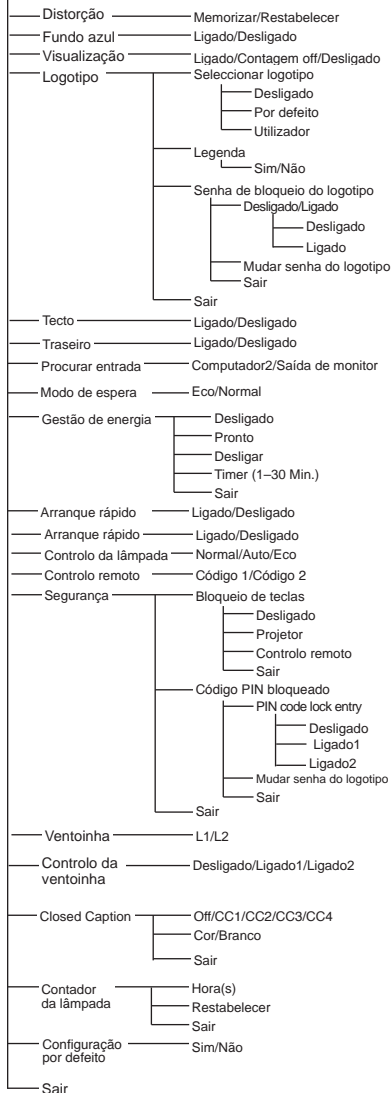 Distorção Memorizar/Restabelecer
Fundo azul Ligado/Desligado
Visualização Ligado/Contagem off/Desligado
Logotipo Seleccionar logotipo
Desligado
Por defeito
Utilizador
Legenda
Sim/Não
Senha de bloqueio do logotipo
Desligado/Ligado
Desligado
Ligado
Mudar senha do logotipo
Sair
Sair
Tecto Ligado/Desligado
Traseiro Ligado/Desligado
Procurar entrada Computador2/Saída de monitor
Modo de espera Eco/Normal
Gestão de energia Desligado
Pronto
Desligar
Timer (1–30 Min.)
Sair
Arranque rápido Ligado/Desligado
Arranque rápido Ligado/Desligado
Controlo da lâmpada Normal/Auto/Eco
Controlo remoto Código 1/Código 2
Segurança Bloqueio de teclas
Desligado
Projetor
Controlo remoto
Sair
Código PIN bloqueado
PIN code lock entry
Desligado
Ligado1
Ligado2
Mudar senha do logotipo
Sair
Sair
Ventoinha L1/L2
Controlo da Desligado/Ligado1/Ligado2
ventoinha
Closed Caption Off/CC1/CC2/CC3/CC4
Cor/Branco
Sair
Contador Hora(s)
da lâmpada Restabelecer
Sair
Configuração Sim/Não
por defeito
Sair